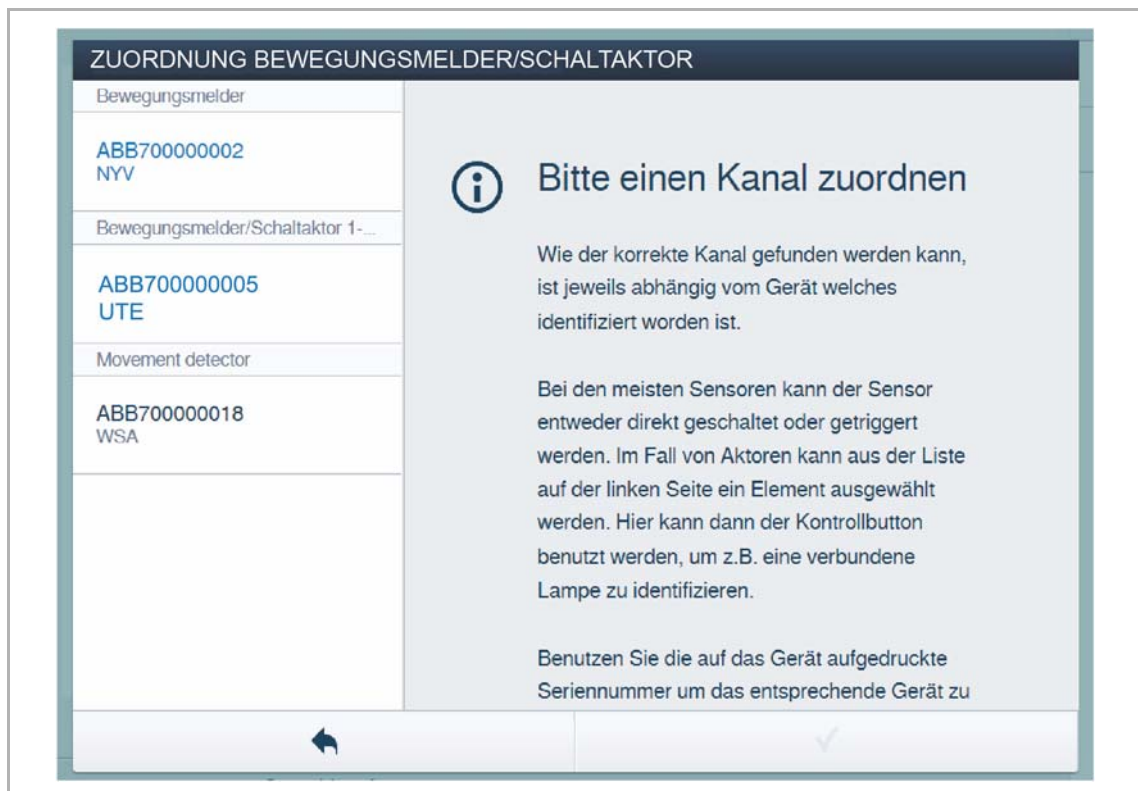 ZUORDNUNG BEWEGUNGSMELDER/SCHALTAKTOR
Bewegungsmelder
ABB700000002
NYV
Bewegungsmelder/Schaltaktor 1-...
ABB700000005
UTE
Movement detector
ABB700000018
WSA
Bitte einen Kanal zuordnen
Wie der korrekte Kanal gefunden werden kann,
ist jeweils abhängig vom Gerät welches
identifiziert worden ist.
Bei den meisten Sensoren kann der Sensor
entweder direkt geschaltet oder getriggert
werden. Im Fall von Aktoren kann aus der Liste
auf der linken Seite ein Element ausgewählt
werden. Hier kann dann der Kontrollbutton
benutzt werden, um z.B. eine verbundene
Lampe zu identifizieren.
Benutzen Sie die auf das Gerät aufgedruckte
Seriennummer um das entsprechende Gerät zu